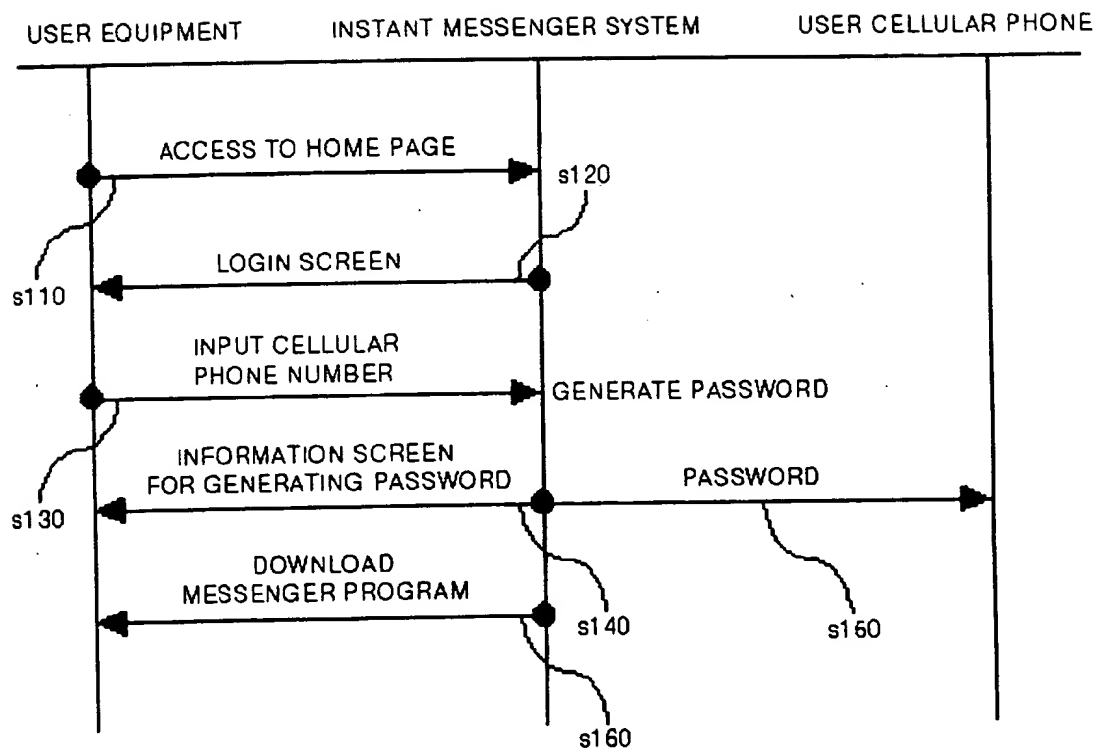 USER EQUIPMENT
INSTANT MESSENGER SYSTEM
USER CELLULAR PHONE
ACCESS TO HOME PAGE
s120
LOGIN SCREEN
s110
INPUT CELLULAR
PHONE NUMBER
GENERATE PASSWORD
INFORMATION SCREEN
FOR GENERATING PASSWORD
PASSWORD
s130
DOWNLOAD
MESSENGER PROGRAM
s140
s160
s160